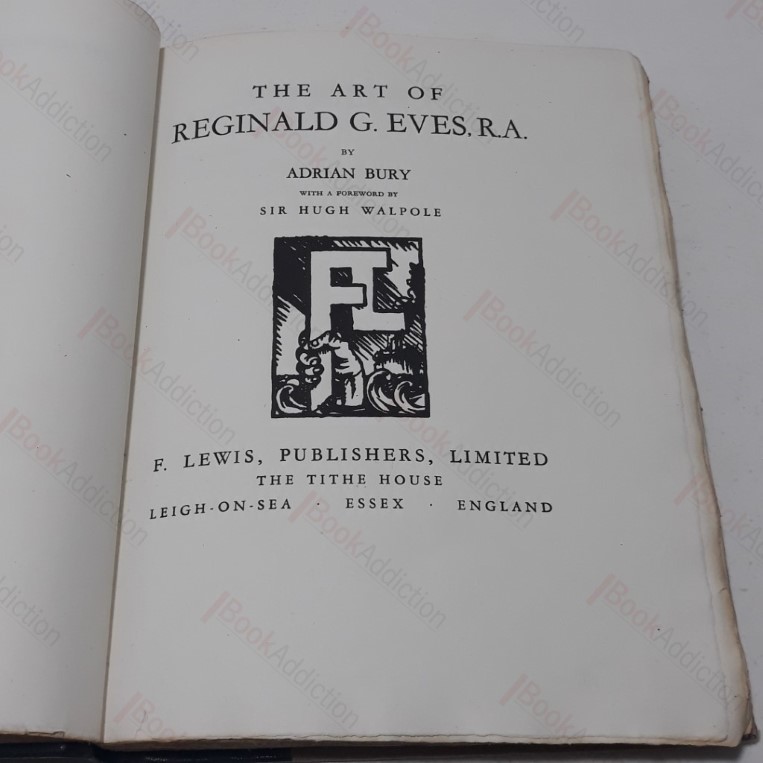 THE ART OF
REGINALD G. EVES, R.A.
BY
ADRIAN BURY
WITH A FOREWORD BY
SIR HUGH WALPOLE
FL
F. LEWIS, PUBLISHERS, LIMITED
THE TITHE HOUSE
LEIGH-ON-SEA · ESSEX · ENGLAND
BookAddiction